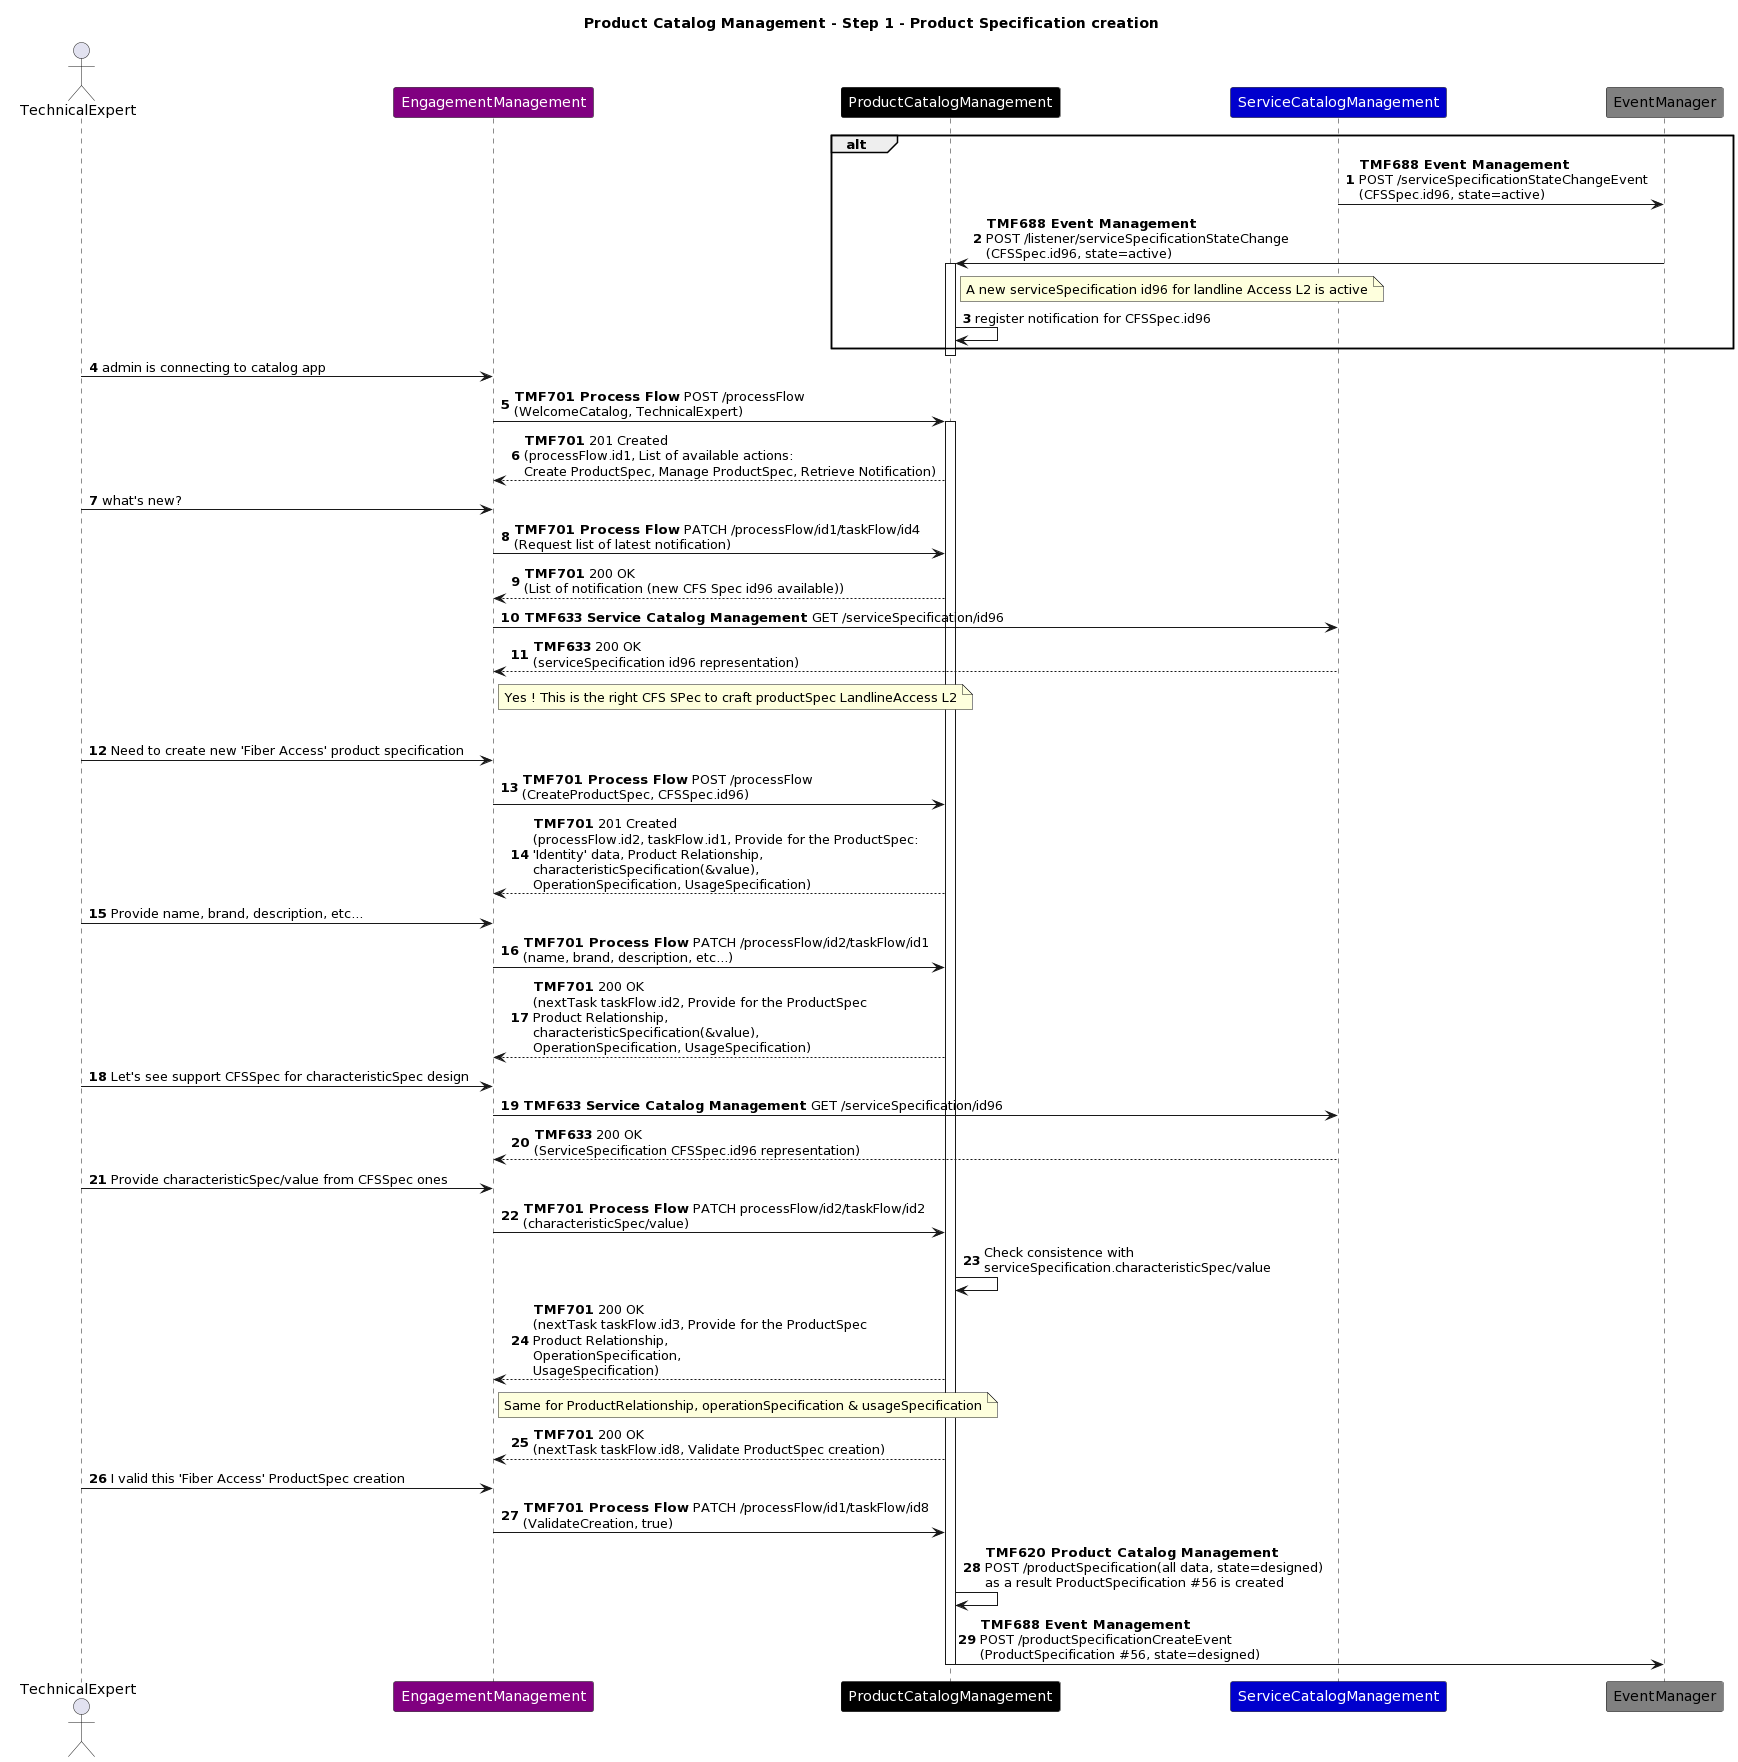 Product Catalog Management - Step 1 - Product Specification creation
TechnicalExpert
EngagementManagement
ProductCatalogManagement
ServiceCatalogManagement
EventManager
alt
TMF688 Event Management
1 POST /serviceSpecificationStateChangeEvent
(CFSSpec.id96, state=active)
TMF688 Event Management
2 POST /listener/serviceSpecificationStateChange
(CFSSpec.id96, state=active)
A new serviceSpecification id96 for landline Access L2 is active
3 register notification for CFSSpec.id96
4 admin is connecting to catalog app
TMF701 Process Flow POST /processFlow
5
(WelcomeCatalog, TechnicalExpert)
TMF701 201 Created
6 (processFlow.id1, List of available actions:
Create ProductSpec, Manage ProductSpec, Retrieve Notification)
7 what's new?
TMF701 Process Flow PATCH /processFlow/id1/taskFlow/id4
8
(Request list of latest notification)
TMF701 200 OK
9
(List of notification (new CFS Spec id96 available))
10 TMF633 Service Catalog Management GET /serviceSpecification/id96
TMF633 200 OK
11
(serviceSpecification id96 representation)
Yes ! This is the right CFS SPec to craft productSpec LandlineAccess L2
12 Need to create new 'Fiber Access' product specification
TMF701 Process Flow POST /processFlow
13
(CreateProductSpec, CFSSpec.id96)
TMF701 201 Created
(processFlow.id2, taskFlow.id1, Provide for the ProductSpec:
14 'Identity' data, Product Relationship,
characteristicSpecification(&value),
OperationSpecification, UsageSpecification)
15 Provide name, brand, description, etc...
TMF701 Process Flow PATCH /processFlow/id2/taskFlow/id1
16
(name, brand, description, etc...)
TMF701 200 OK
(nextTask taskFlow.id2, Provide for the ProductSpec
17 Product Relationship,
characteristicSpecification(&value),
OperationSpecification, UsageSpecification)
18 Let's see support CFSSpec for characteristicSpec design
19 TMF633 Service Catalog Management GET /serviceSpecification/id96
TMF633 200 OK
20
(ServiceSpecification CFSSpec.id96 representation)
21 Provide characteristicSpec/value from CFSSpec ones
TMF701 Process Flow PATCH processFlow/id2/taskFlow/id2
22
(characteristicSpec/value)
Check consistence with
23
serviceSpecification.characteristicSpec/value
TMF701 200 OK
(nextTask taskFlow.id3, Provide for the ProductSpec
24 Product Relationship,
OperationSpecification,
UsageSpecification)
Same for ProductRelationship, operationSpecification & usageSpecification
TMF701 200 OK
25
(nextTask taskFlow.id8, Validate ProductSpec creation)
26 I valid this 'Fiber Access' ProductSpec creation
TMF701 Process Flow PATCH /processFlow/id1/taskFlow/id8
27
(ValidateCreation, true)
TMF620 Product Catalog Management
28 POST /productSpecification(all data, state=designed)
as a result ProductSpecification #56 is created
TMF688 Event Management
29 POST /productSpecificationCreateEvent
(ProductSpecification #56, state=designed)
TechnicalExpert
EngagementManagement
ProductCatalogManagement
ServiceCatalogManagement
EventManager